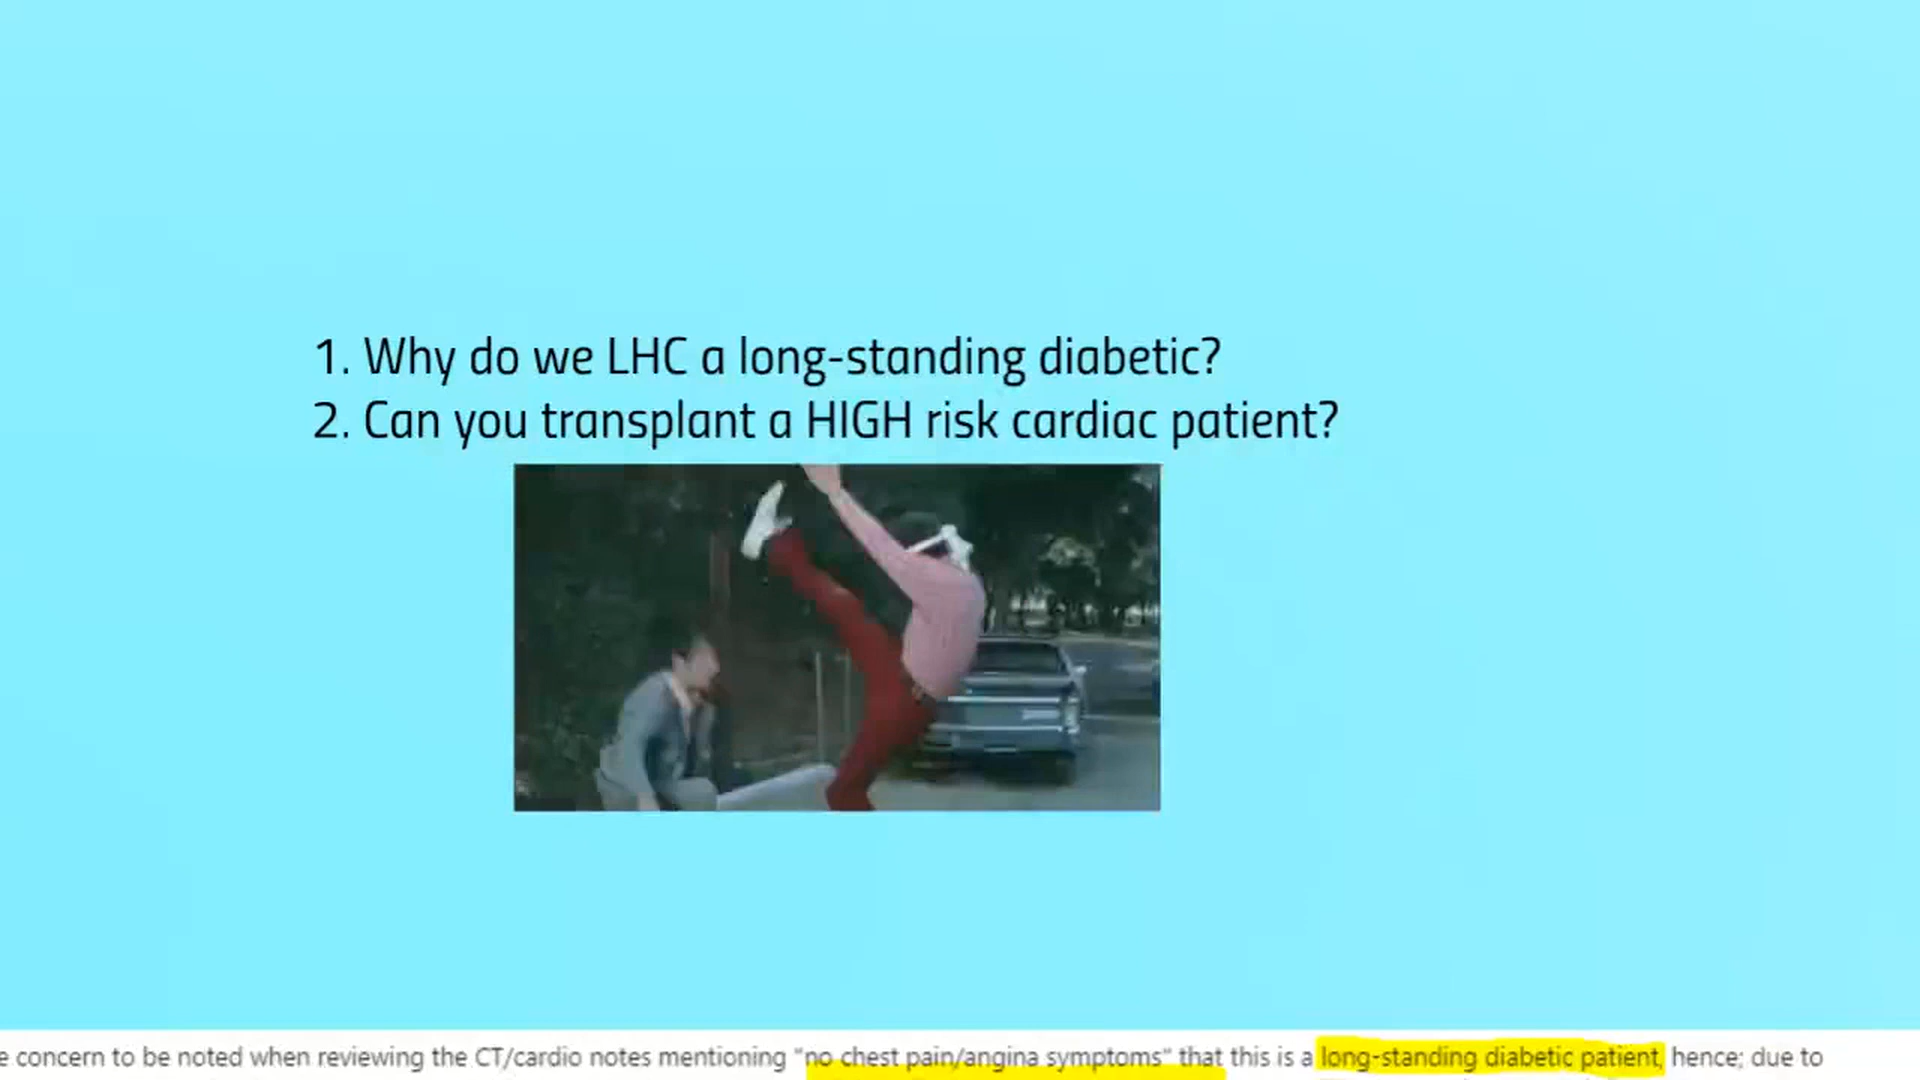 1. Why do we LHC a long-standing diabetic?
2. Can you transplant a HIGH risk cardiac patient?
e concern to be noted when reviewing the CT/cardio notes mentioning "no chest pain/angina symptoms" that this is a long-standing diabetic patient, hence; due to